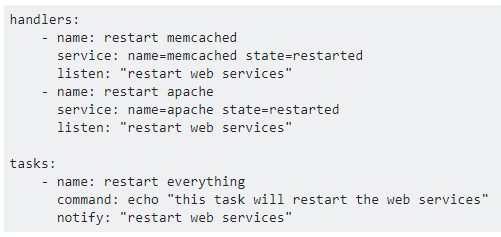 handlers:
    - name: restart memcached
      service: name=memcached state=restarted
      listen: "restart web services"
    - name: restart apache
      service: name=apache state=restarted
      listen: "restart web services"

tasks:
    - name: restart everything
      command: echo "this task will restart the web services"
      notify: "restart web services"